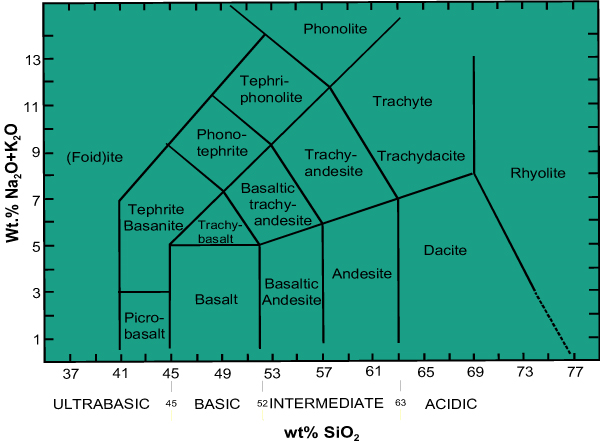 Phonolite
13
Tephri-
phonolite
11
Trachyte
Phono-
tephrite
9
(Foid)ite
Trachy-
andesite
Trachydacite
Rhyolite
Wt.% Na2O+K2O
7
Tephrite
Basanite
Basaltic
trachy-
andesite
Trachy-
basalt
5
Dacite
3
Basalt
Basaltic
Andesite
Andesite
Picro-
basalt
1
37 41 45 49 53 57 61 65 69 73 77
ULTRABASIC 45 BASIC 52 INTERMEDIATE 63 ACIDIC
wt% SiO2